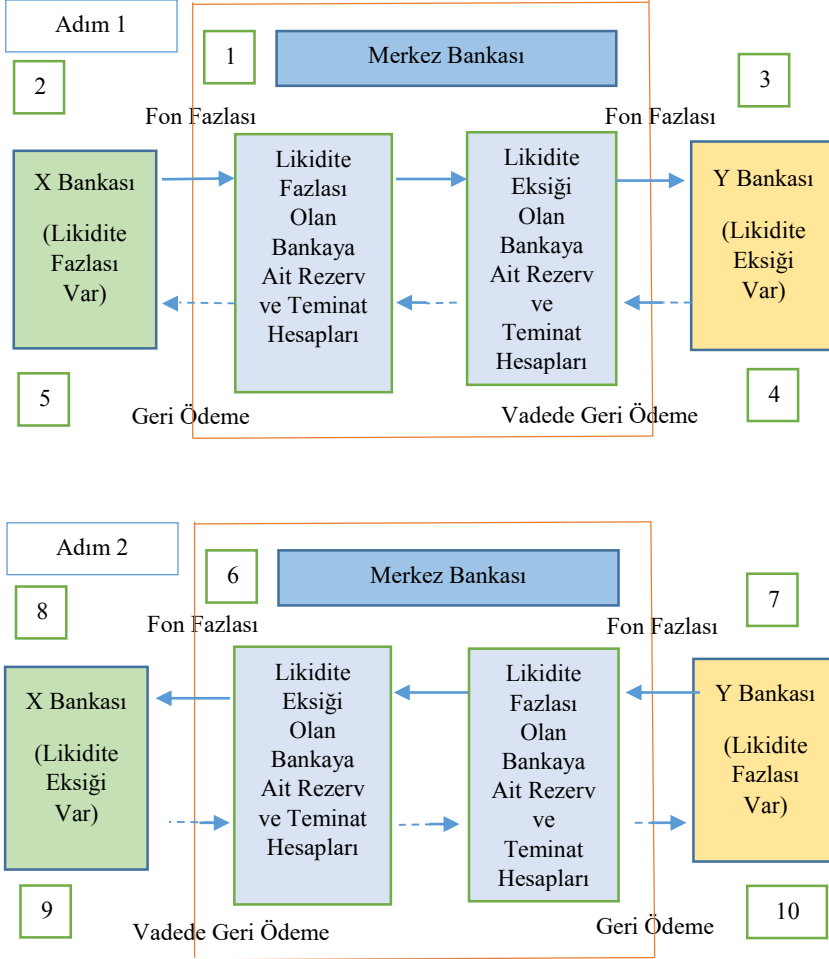 Adım 1
1
Merkez Bankası
2
3
Fon Fazlası
Fon Fazlası
X Bankası
(Likidite
Fazlası
Var)
Likidite
Fazlası
Olan
Bankaya
Ait Rezerv
ve Teminat
Hesapları
Likidite
Eksiği
Olan
Bankaya
Ait Rezerv
ve
Teminat
Hesapları
Y Bankası
(Likidite
Eksiği
Var)
5
4
Geri Ödeme
Vadede Geri Ödeme
Adım 2
6
Merkez Bankası
8
7
Fon Fazlası
Fon Fazlası
X Bankası
(Likidite
Eksiği
Var)
Likidite
Eksiği
Olan
Bankaya
Ait Rezerv
ve Teminat
Hesapları
Likidite
Fazlası
Olan
Bankaya
Ait Rezerv
ve
Teminat
Hesapları
Y Bankası
(Likidite
Fazlası
Var)
9
10
Vadede Geri Ödeme
Geri Ödeme